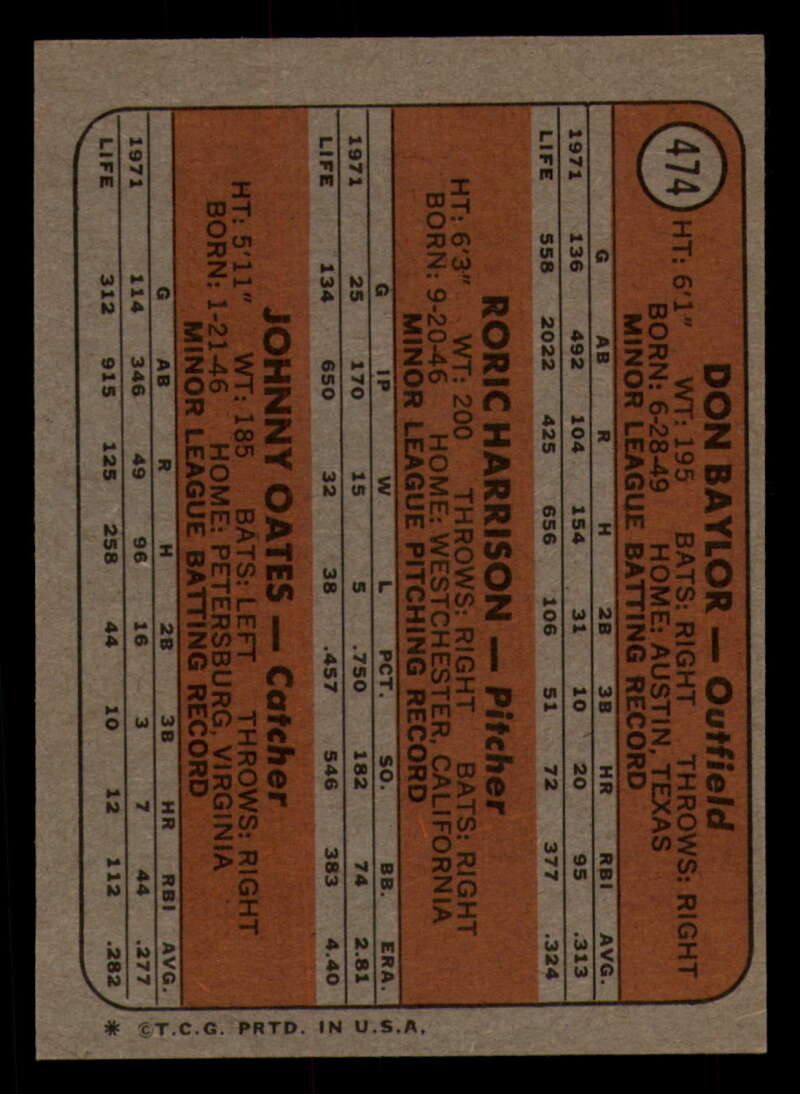 474
DON BAYLOR — Outfield
HT: 6'1" WT: 195 BATS: RIGHT THROWS: RIGHT
BORN: 6-28-49 HOME: AUSTIN, TEXAS
MINOR LEAGUE BATTING RECORD
G AB R H 2B 3B HR RBI AVG.
1971 136 492 104 154 31 10 20 95 .313
LIFE 558 2022 425 656 106 51 72 377 .324
RORIC HARRISON — Pitcher
HT: 6'3" WT: 200 THROWS: RIGHT BATS: RIGHT
BORN: 9-20-46 HOME: WESTCHESTER, CALIFORNIA
MINOR LEAGUE PITCHING RECORD
G IP W L PCT. SO. BB. ERA.
1971 25 170 15 5 .750 182 74 2.81
LIFE 134 650 32 38 .457 546 383 4.40
JOHNNY OATES — Catcher
HT: 5'11" WT: 185 BATS: LEFT THROWS: RIGHT
BORN: 1-21-46 HOME: PETERSBURG, VIRGINIA
MINOR LEAGUE BATTING RECORD
G AB R H 2B 3B HR RBI AVG.
1971 114 346 49 96 16 3 7 44 .277
LIFE 312 915 125 258 44 10 12 112 .282
* ©T.C.G. PRTD. IN U.S.A.